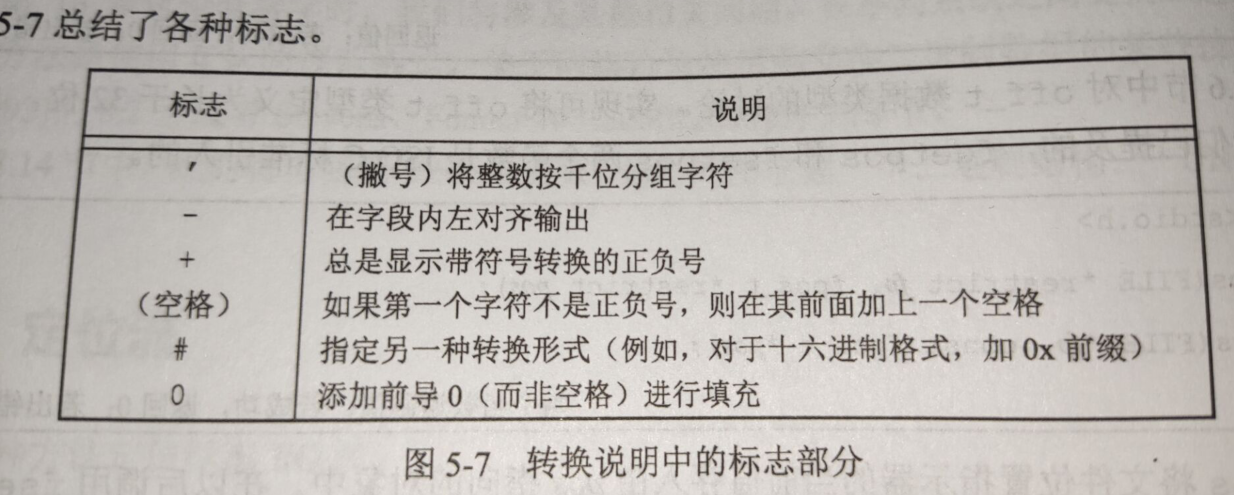 5-7 总结了各种标志。
标志 说明
' （撇号）将整数按千位分组字符
- 在字段内左对齐输出
+ 总是显示带符号转换的正负号
（空格） 如果第一个字符不是正负号，则在其前面加上一个空格
# 指定另一种转换形式（例如，对于十六进制格式，加 0x 前缀）
0 添加前导 0（而非空格）进行填充
图 5-7 转换说明中的标志部分